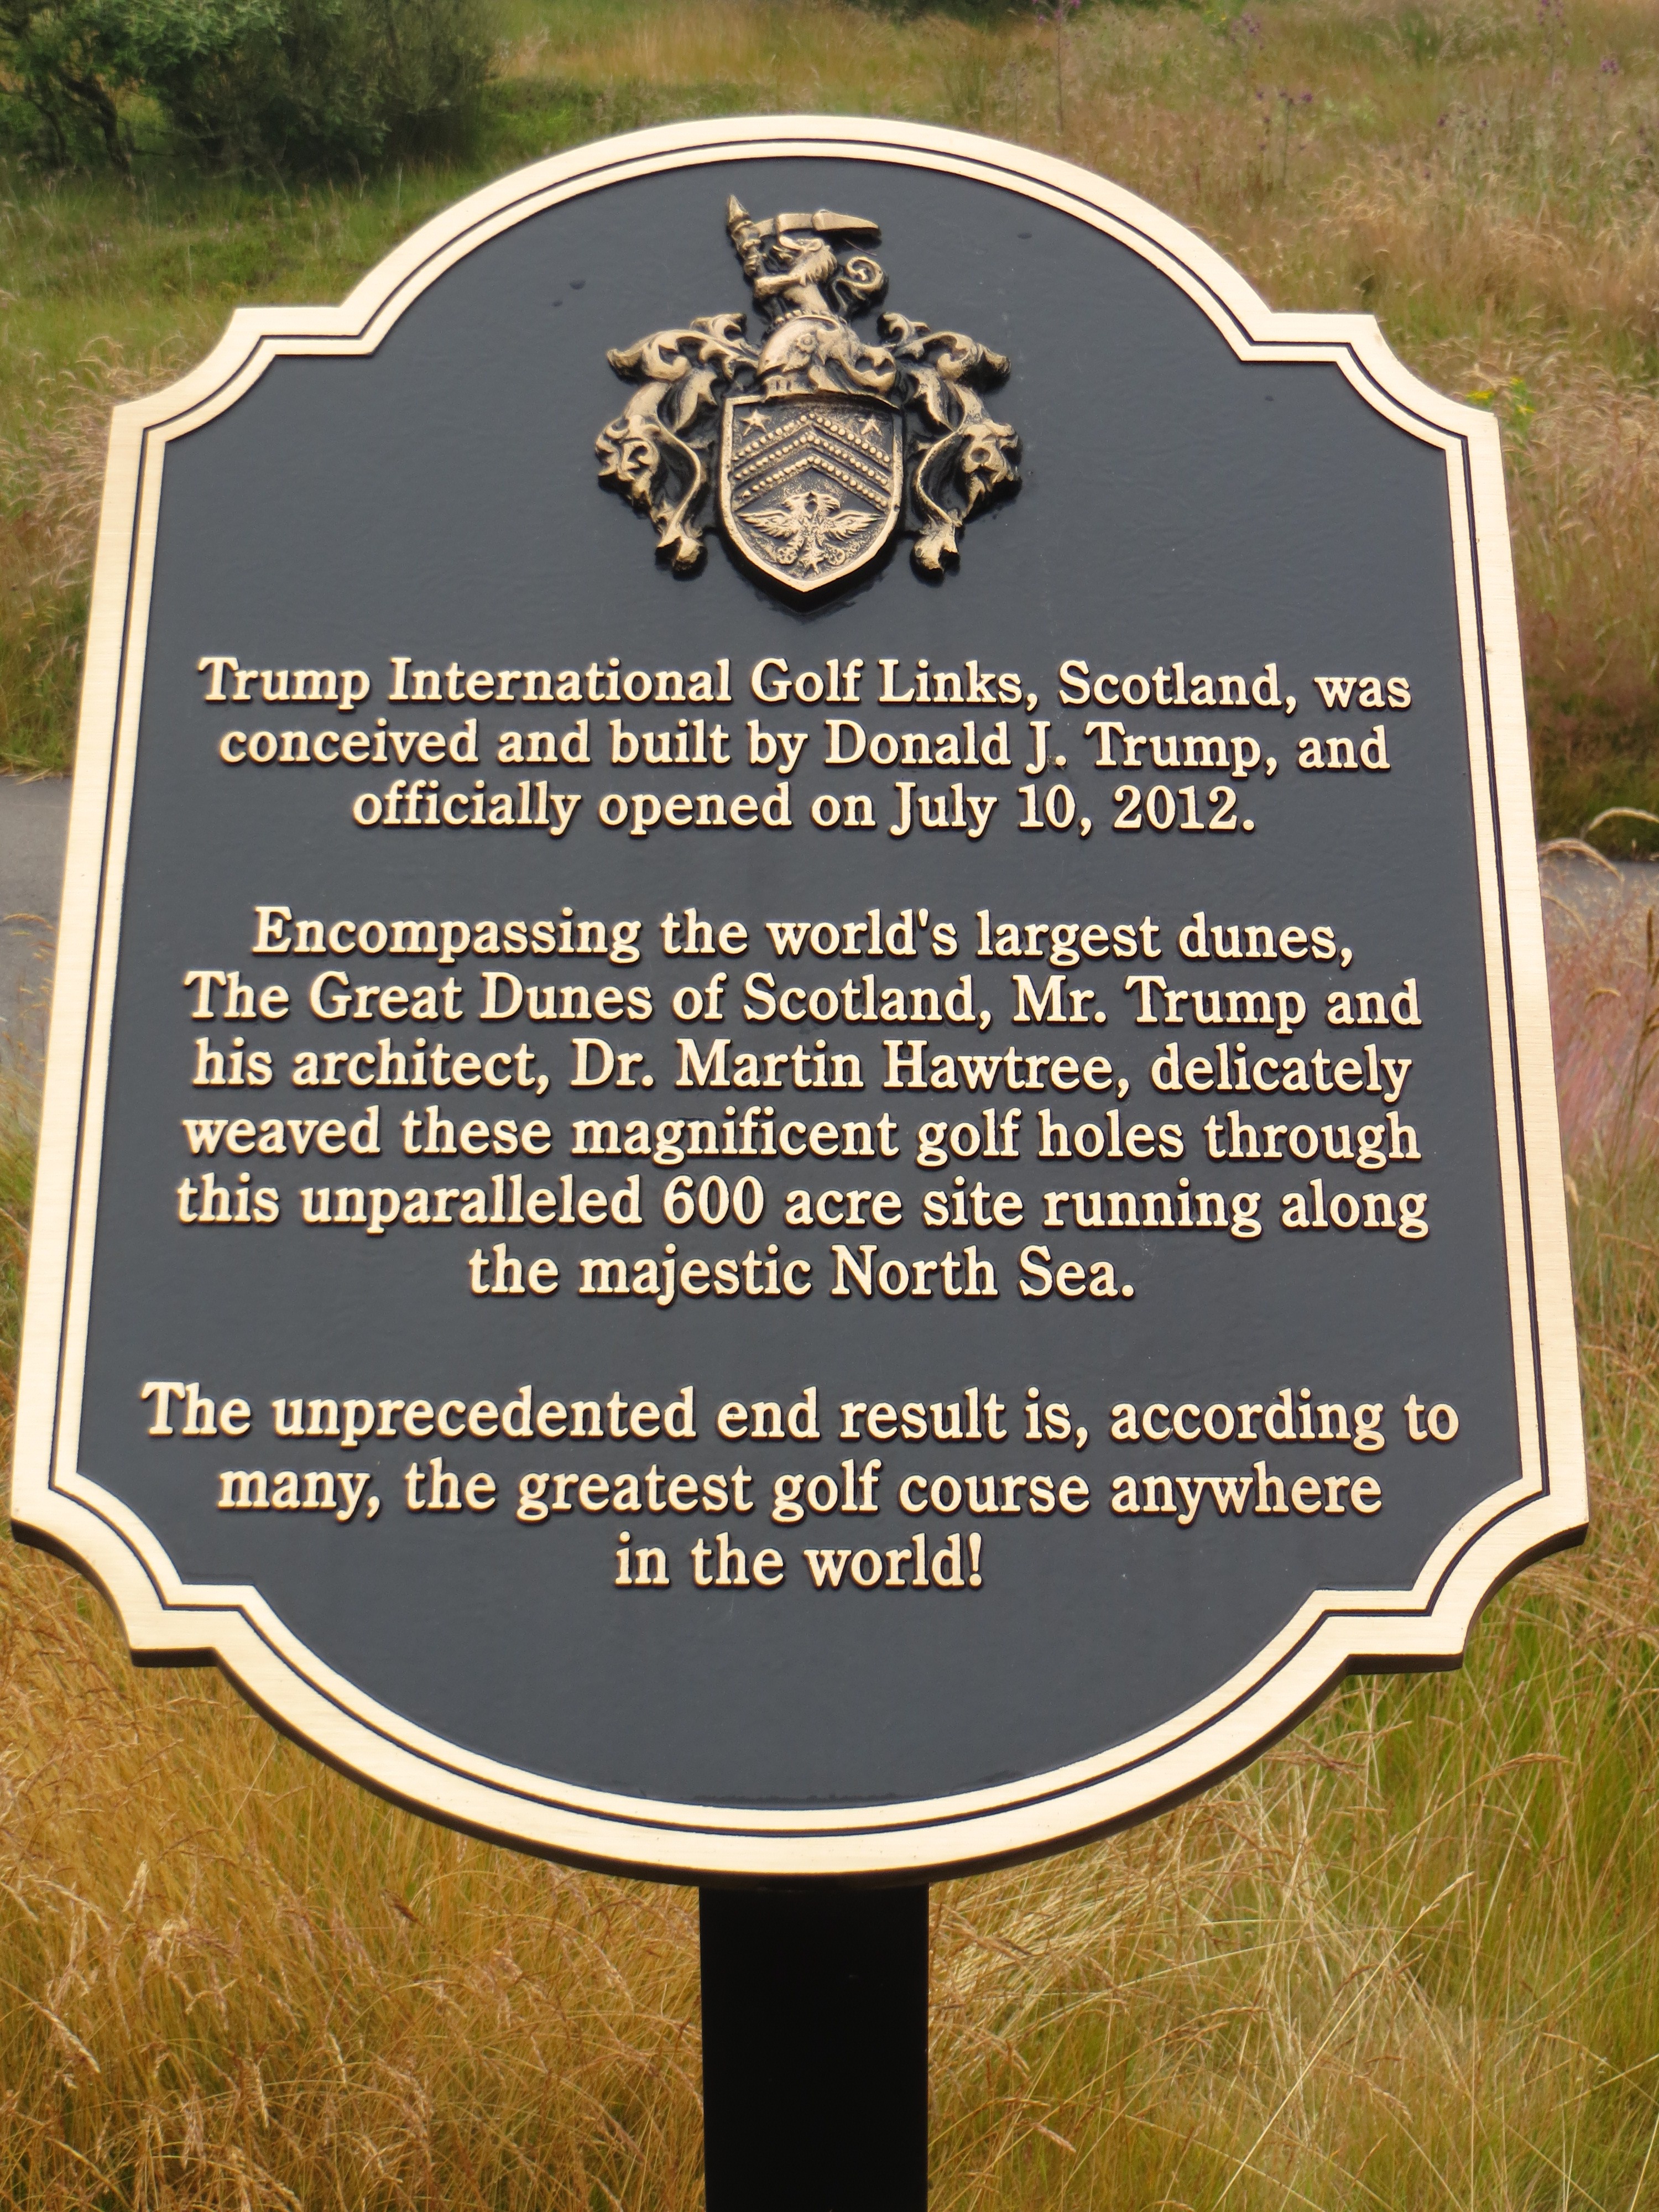 Trump International Golf Links, Scotland, was
conceived and built by Donald J. Trump, and
officially opened on July 10, 2012.
Encompassing the world's largest dunes,
The Great Dunes of Scotland, Mr. Trump and
his architect, Dr. Martin Hawtree, delicately
weaved these magnificent golf holes through
this unparalleled 600 acre site running along
the majestic North Sea.
The unprecedented end result is, according to
many, the greatest golf course anywhere
in the world!